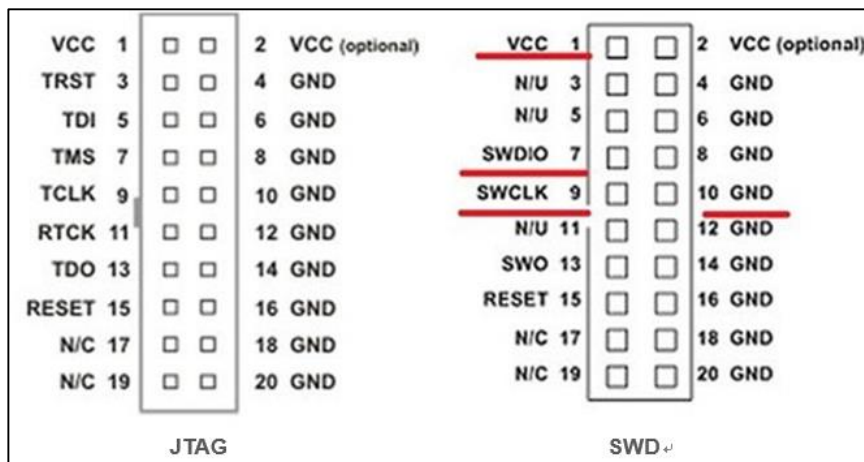 VCC 1 2 VCC (optional)
TRST 3 4 GND
TDI 5 6 GND
TMS 7 8 GND
TCLK 9 10 GND
RTCK 11 12 GND
TDO 13 14 GND
RESET 15 16 GND
N/C 17 18 GND
N/C 19 20 GND
JTAG
VCC 1 2 VCC (optional)
N/U 3 4 GND
N/U 5 6 GND
SWDIO 7 8 GND
SWCLK 9 10 GND
N/U 11 12 GND
SWO 13 14 GND
RESET 15 16 GND
N/C 17 18 GND
N/C 19 20 GND
SWD